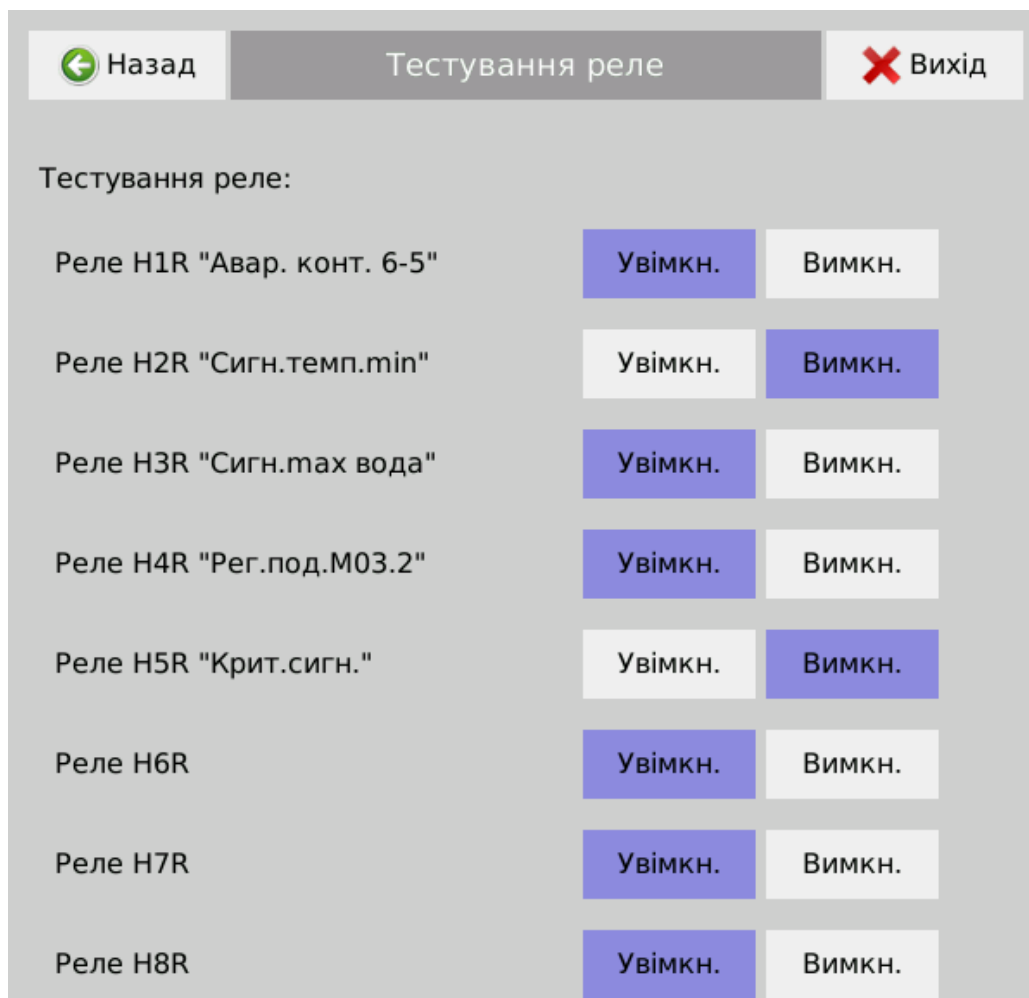 Назад Тестування реле Вихід
Тестування реле:
Реле H1R "Авар. конт. 6-5" Увімкн. Вимкн.
Реле H2R "Сигн.темп.min" Увімкн. Вимкн.
Реле H3R "Сигн.max вода" Увімкн. Вимкн.
Реле H4R "Рег.под.М03.2" Увімкн. Вимкн.
Реле H5R "Крит.сигн." Увімкн. Вимкн.
Реле H6R Увімкн. Вимкн.
Реле H7R Увімкн. Вимкн.
Реле H8R Увімкн. Вимкн.